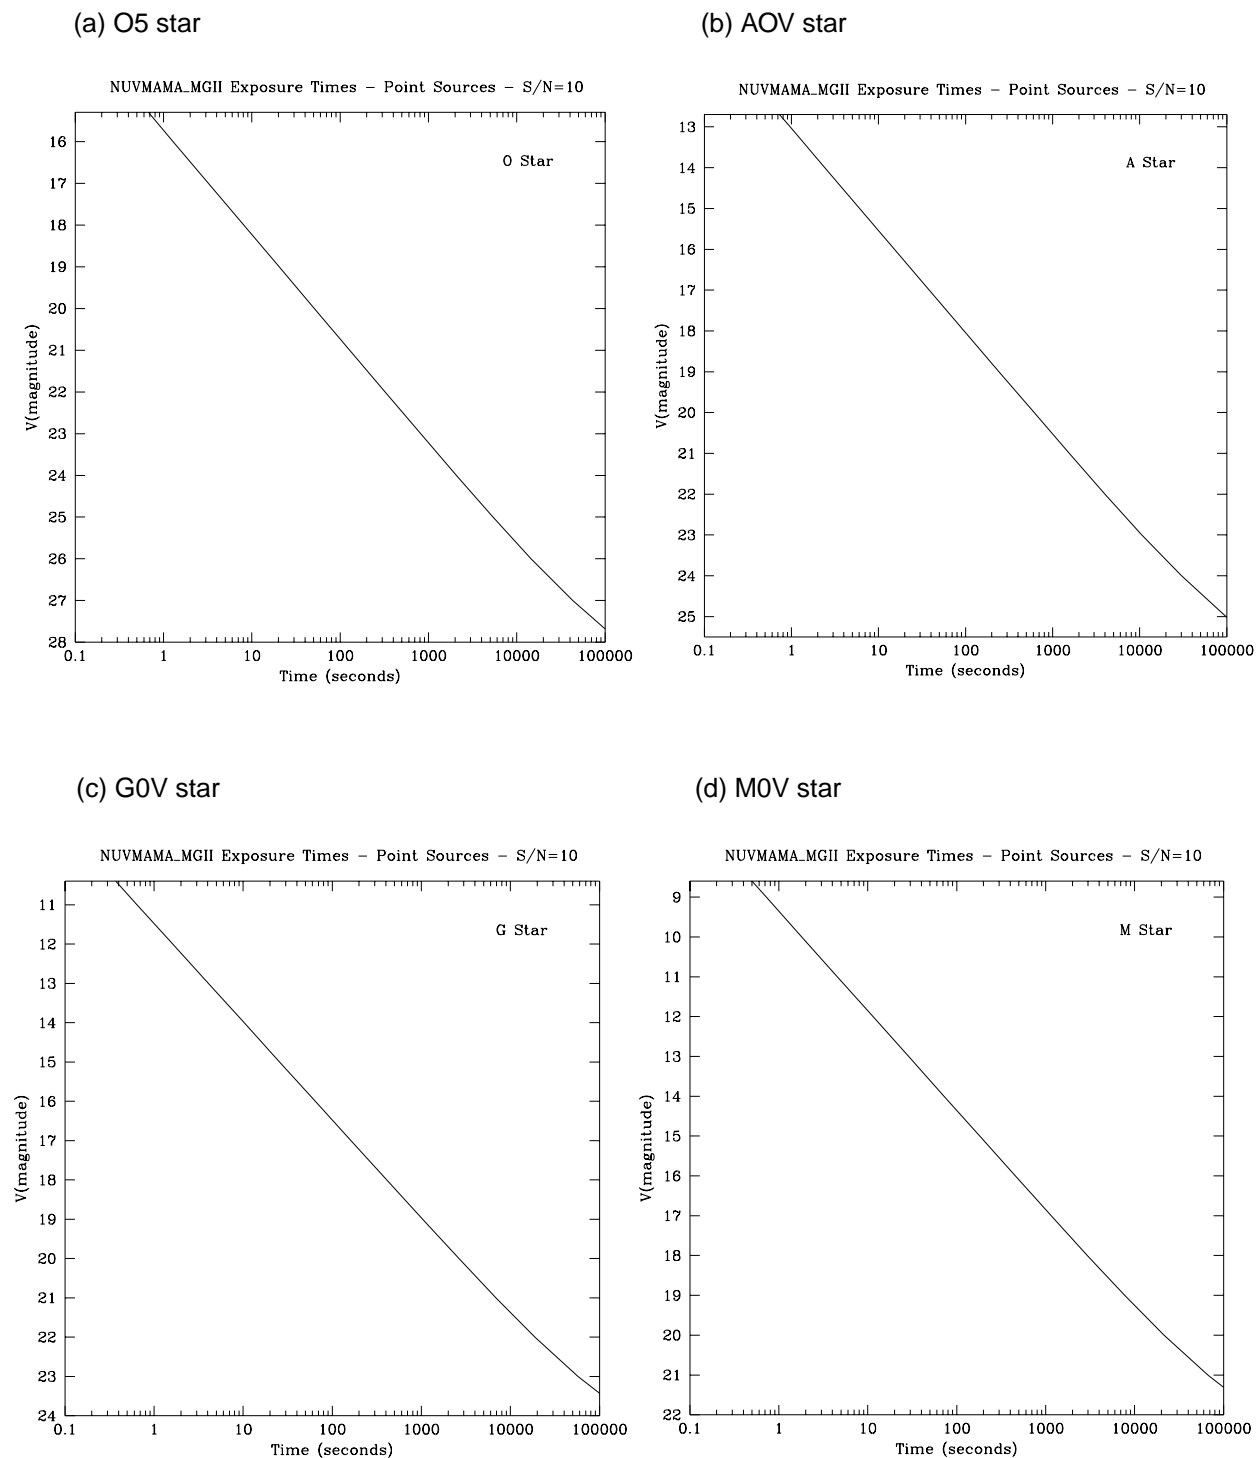 (a) O5 star
NUVMAMA_MGII Exposure Times – Point Sources – S/N=10
O Star
V(magnitude)
16
17
18
19
20
21
22
23
24
25
26
27
28
0.1 1 10 100 1000 10000 100000
Time (seconds)
(b) AOV star
NUVMAMA_MGII Exposure Times – Point Sources – S/N=10
A Star
V(magnitude)
13
14
15
16
17
18
19
20
21
22
23
24
25
0.1 1 10 100 1000 10000 100000
Time (seconds)
(c) G0V star
NUVMAMA_MGII Exposure Times – Point Sources – S/N=10
G Star
V(magnitude)
11
12
13
14
15
16
17
18
19
20
21
22
23
24
0.1 1 10 100 1000 10000 100000
Time (seconds)
(d) M0V star
NUVMAMA_MGII Exposure Times – Point Sources – S/N=10
M Star
V(magnitude)
9
10
11
12
13
14
15
16
17
18
19
20
21
22
0.1 1 10 100 1000 10000 100000
Time (seconds)